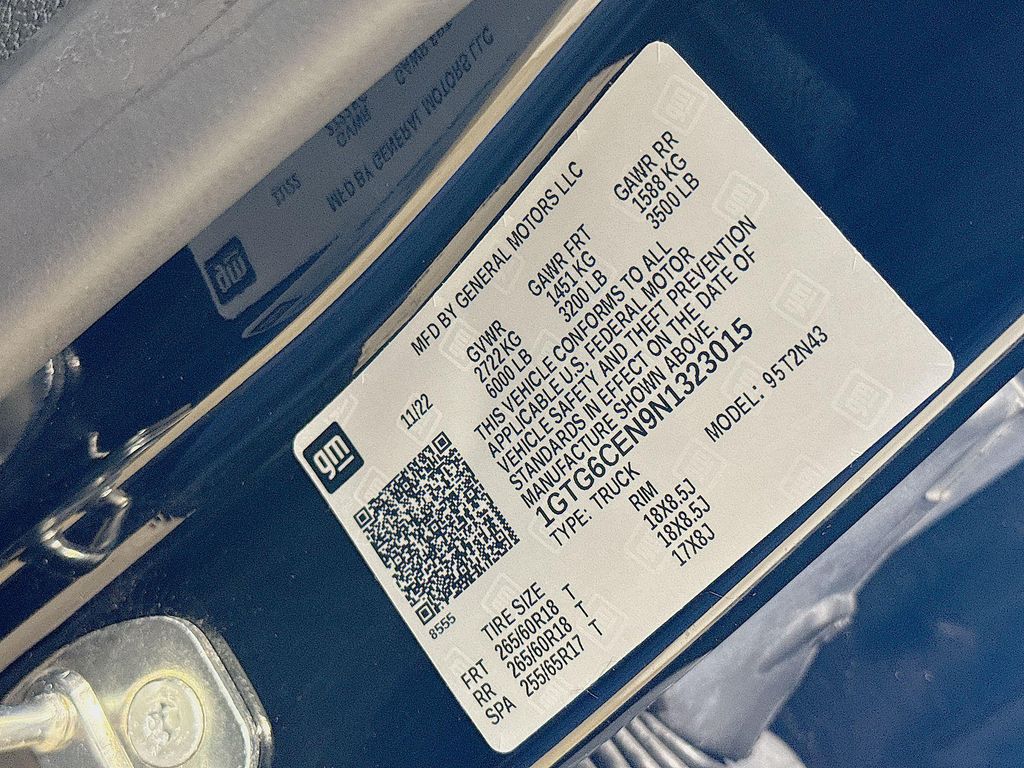 gm
MFD BY GENERAL MOTORS LLC
11/22
GVWR GAWR FRT GAWR RR
2722 KG 1451 KG 1588 KG
6000 LB 3200 LB 3500 LB
THIS VEHICLE CONFORMS TO ALL
APPLICABLE U.S. FEDERAL MOTOR
VEHICLE SAFETY AND THEFT PREVENTION
STANDARDS IN EFFECT ON THE DATE OF
MANUFACTURE SHOWN ABOVE.
1GTG6CEN9N1323015
TYPE: TRUCK MODEL: 95T2N43
8555
TIRE SIZE RIM
FRT 265/60R18 T 18X8.5J
RR 265/60R18 T 18X8.5J
SPA 255/65R17 T 17X8J